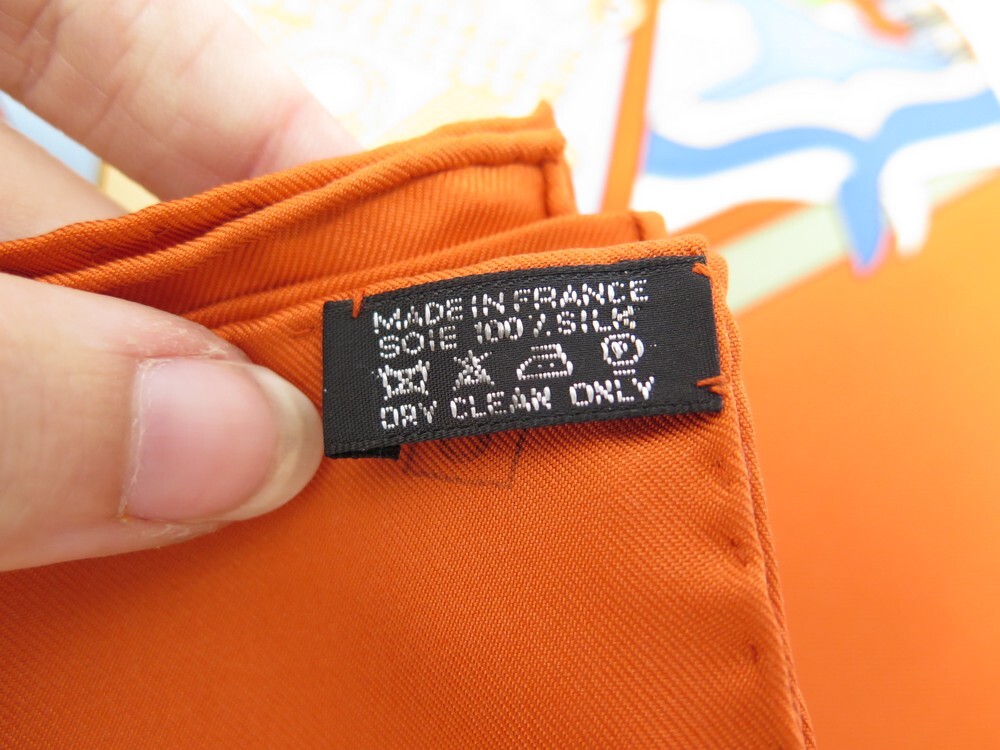 MADE IN FRANCE
SOIE 100 % SILK
P
DRY CLEAN ONLY